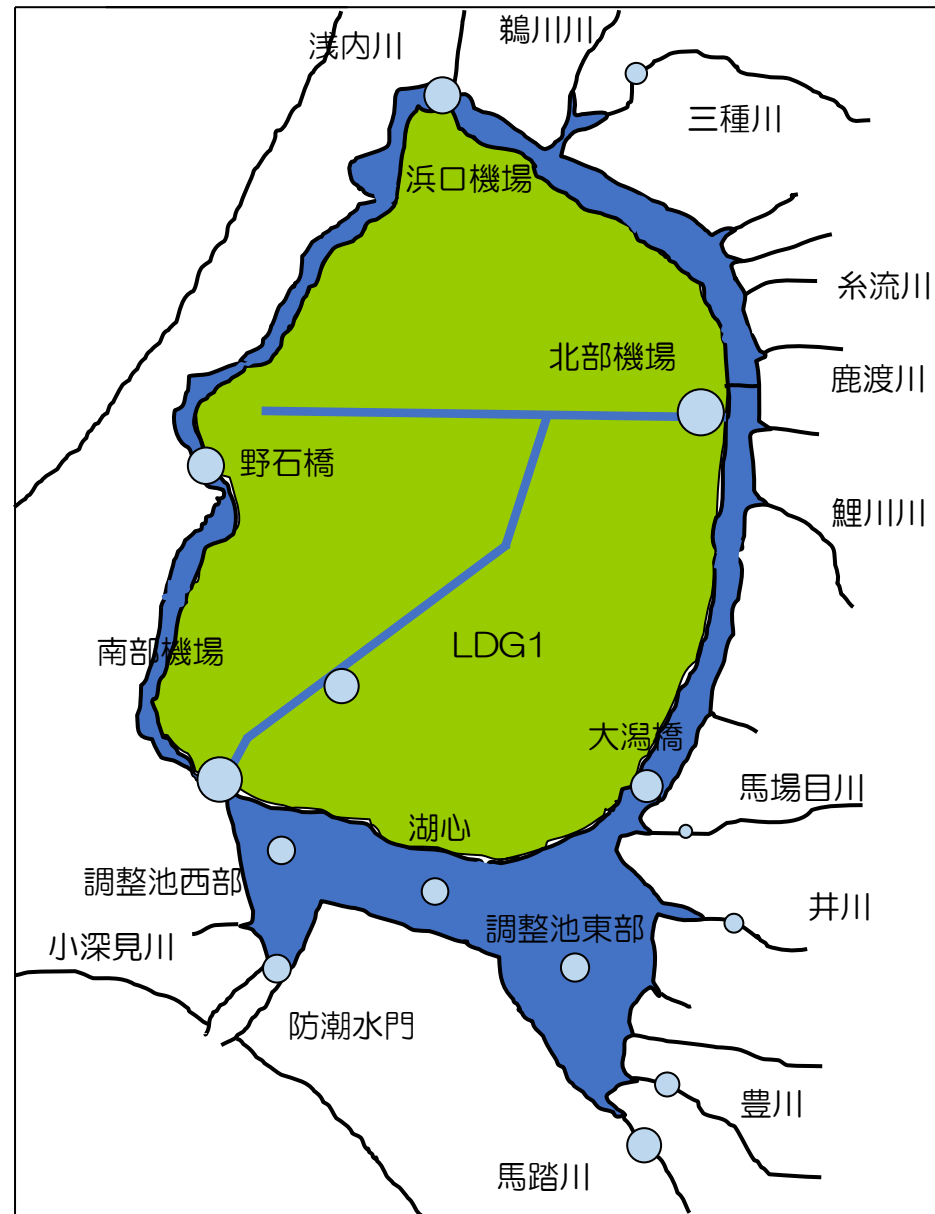 鵜川川
浅内川
三種川
浜口機場
糸流川
北部機場
鹿渡川
野石橋
鯉川川
南部機場
LDG1
大潟橋
馬場目川
湖心
調整池西部
井川
調整池東部
小深見川
防潮水門
豊川
馬踏川